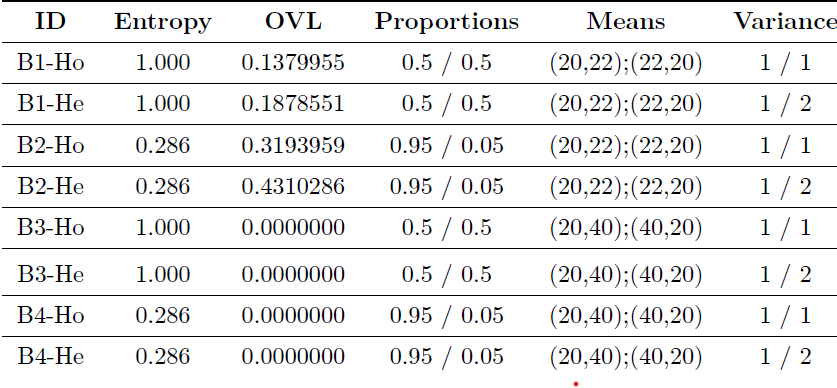 ID Entropy OVL Proportions Means Variance
B1-Ho 1.000 0.1379955 0.5 / 0.5 (20,22);(22,20) 1 / 1
B1-He 1.000 0.1878551 0.5 / 0.5 (20,22);(22,20) 1 / 2
B2-Ho 0.286 0.3193959 0.95 / 0.05 (20,22);(22,20) 1 / 1
B2-He 0.286 0.4310286 0.95 / 0.05 (20,22);(22,20) 1 / 2
B3-Ho 1.000 0.0000000 0.5 / 0.5 (20,40);(40,20) 1 / 1
B3-He 1.000 0.0000000 0.5 / 0.5 (20,40);(40,20) 1 / 2
B4-Ho 0.286 0.0000000 0.95 / 0.05 (20,40);(40,20) 1 / 1
B4-He 0.286 0.0000000 0.95 / 0.05 (20,40);(40,20) 1 / 2